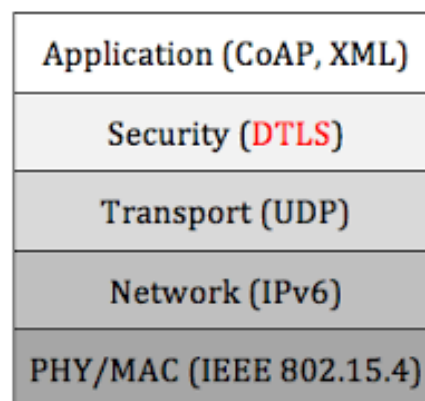 Application (CoAP, XML)
Security (DTLS)
Transport (UDP)
Network (IPv6)
PHY/MAC (IEEE 802.15.4)